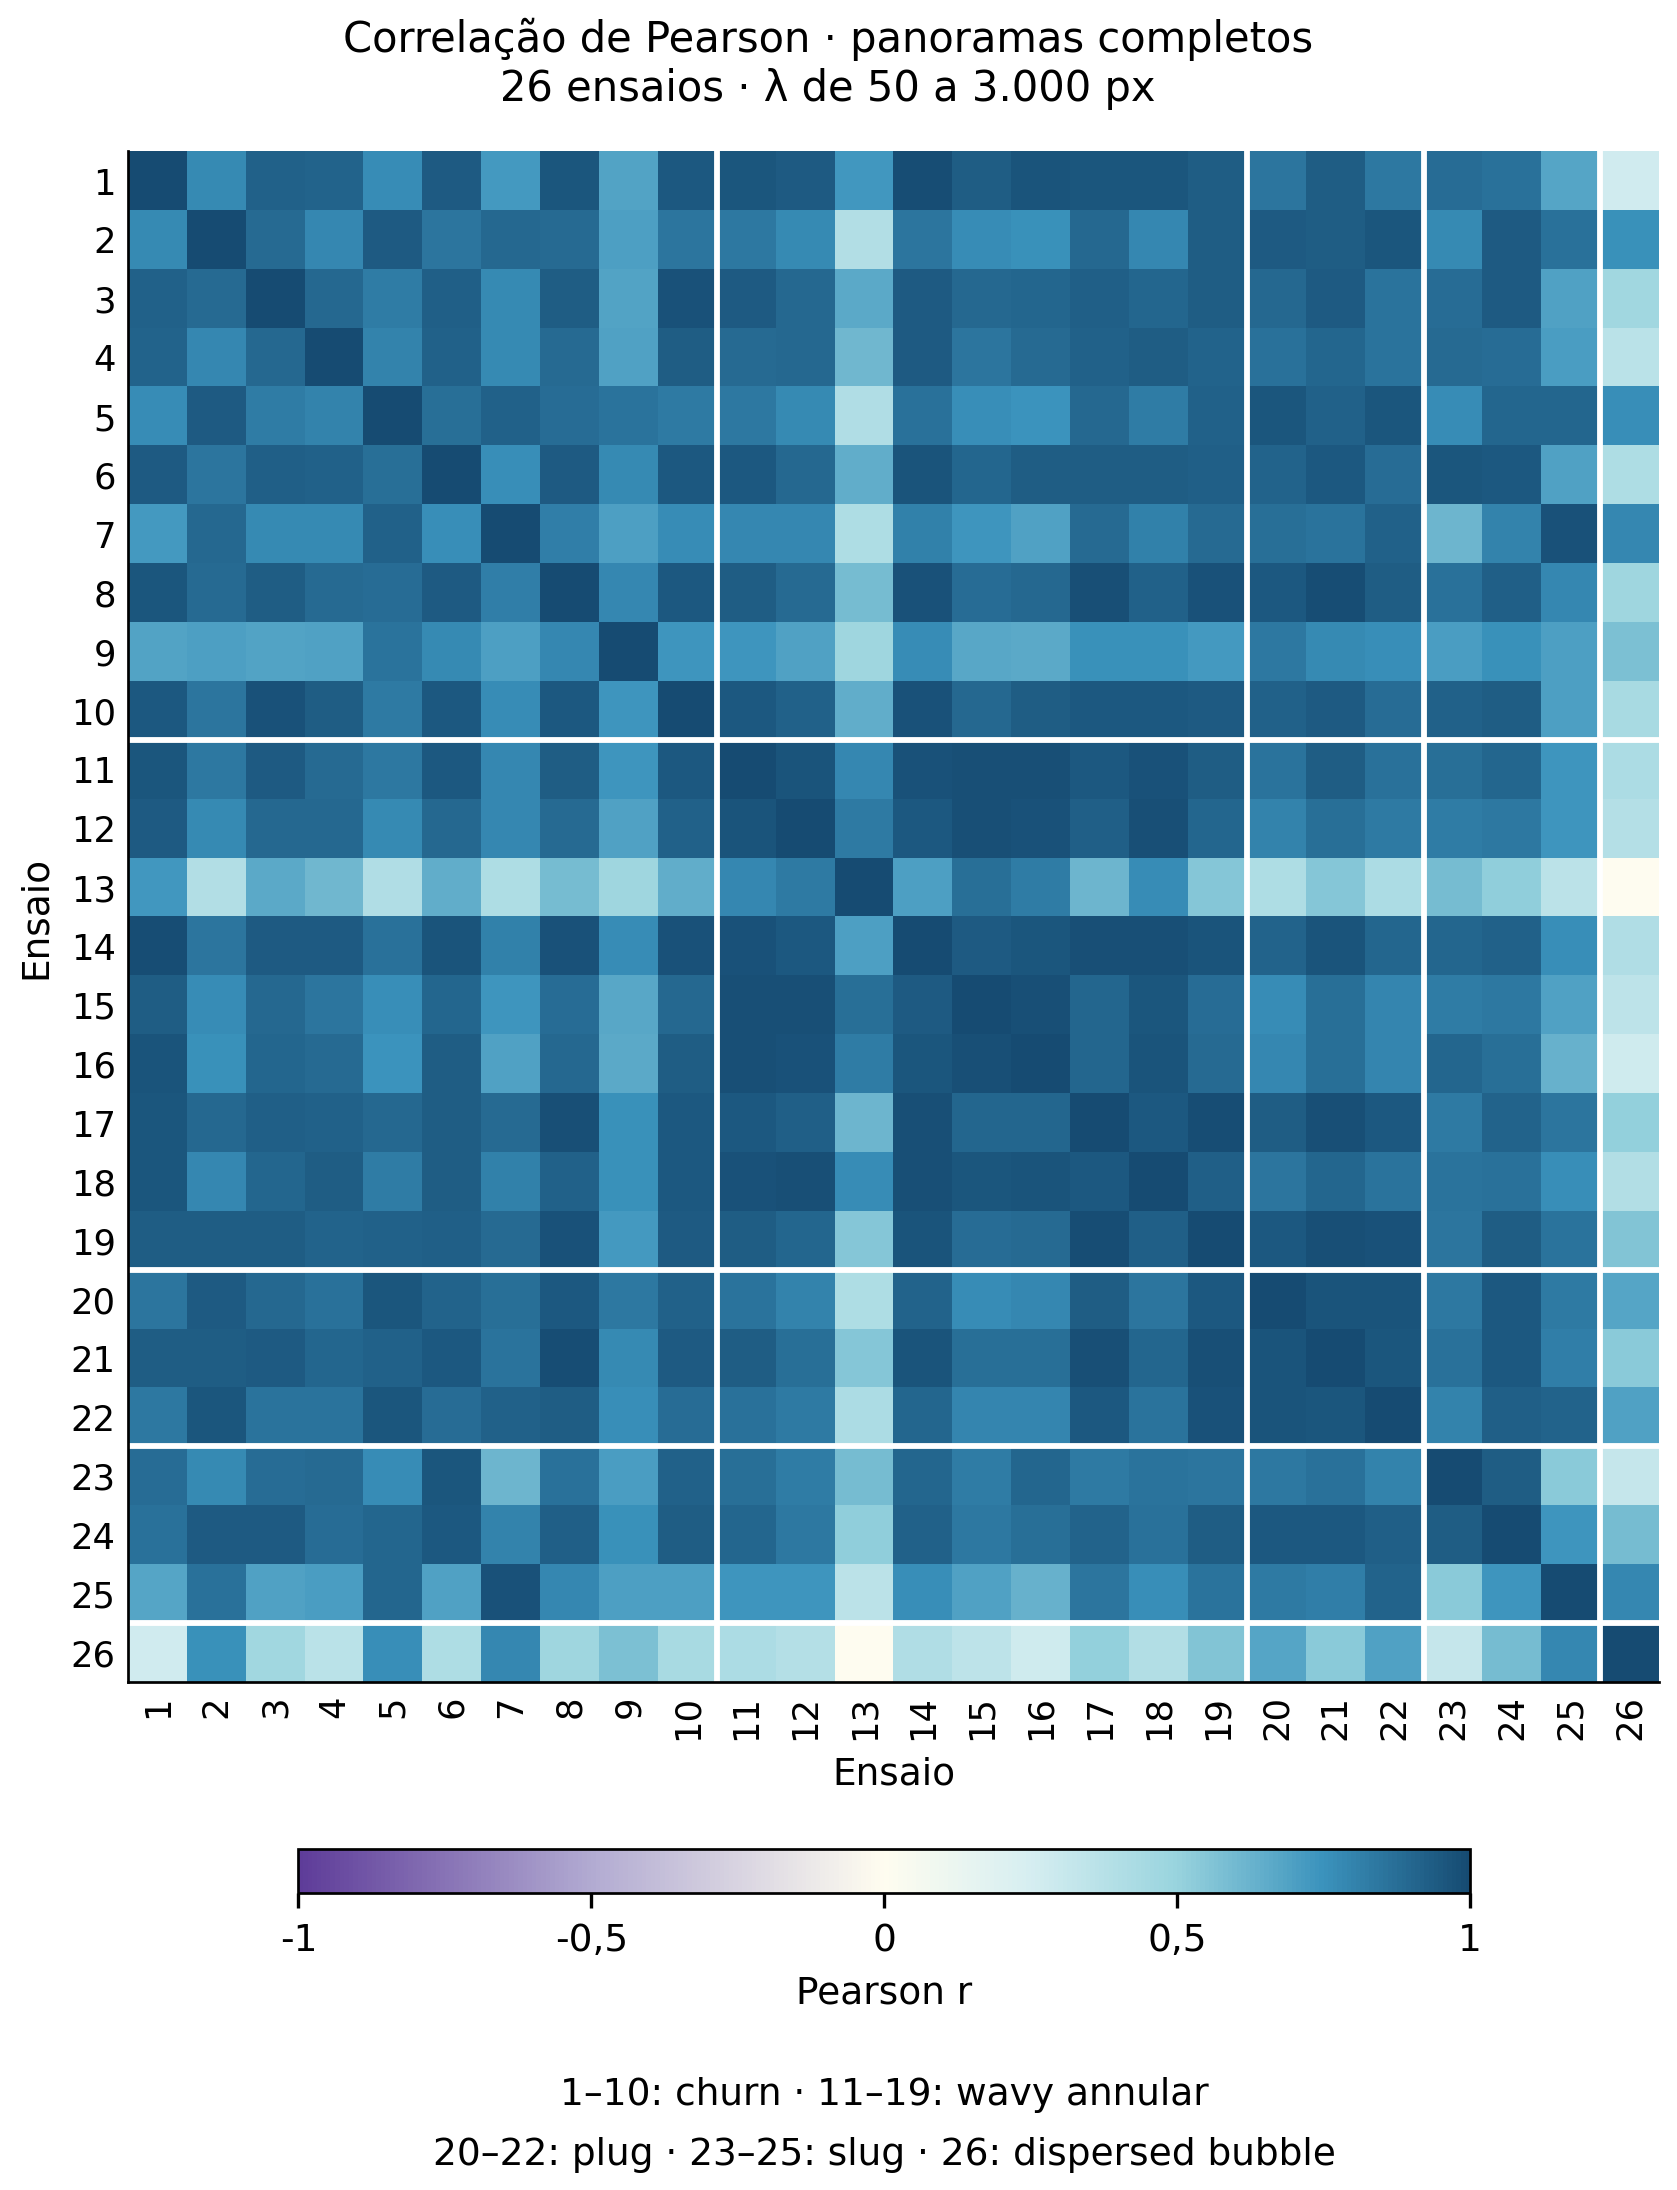 Correlação de Pearson · panoramas completos
26 ensaios · λ de 50 a 3.000 px
1
2
3
4
5
6
7
8
9
10
11
12
13
14
15
16
17
18
19
20
21
22
23
24
25
26
Ensaio
1 2 3 4 5 6 7 8 9 10 11 12 13 14 15 16 17 18 19 20 21 22 23 24 25 26
Ensaio
-1 -0,5 0 0,5 1
Pearson r
1–10: churn · 11–19: wavy annular
20–22: plug · 23–25: slug · 26: dispersed bubble